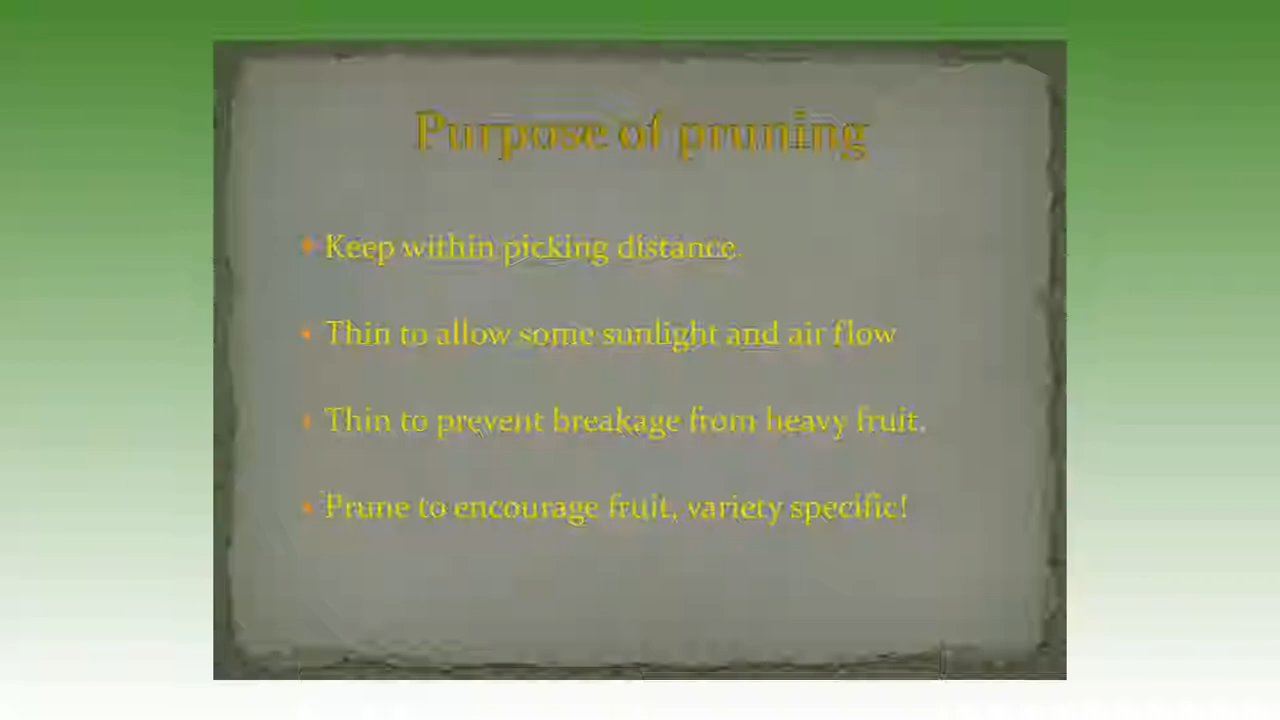 Purpose of pruning
Keep within picking distance.
Thin to allow some sunlight and air flow
Thin to prevent breakage from heavy fruit.
Prune to encourage fruit, variety specific!